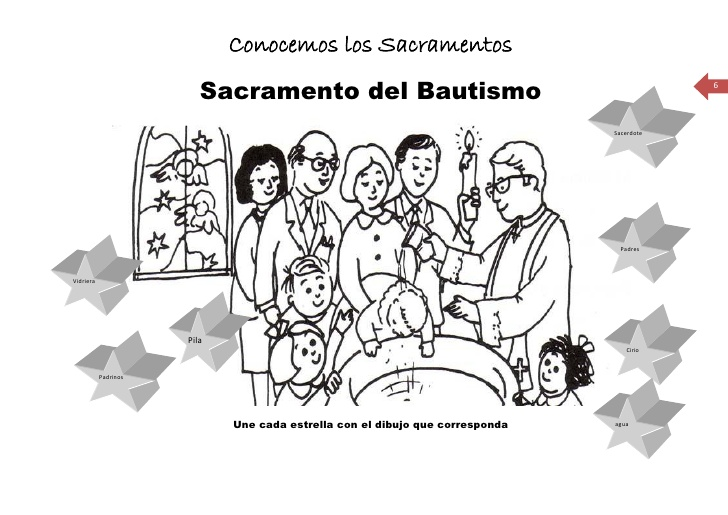 Conocemos los Sacramentos
6
Sacramento del Bautismo
Sacerdote
Padres
Vidriera
Pila
Cirio
Padrinos
agua
Une cada estrella con el dibujo que corresponda